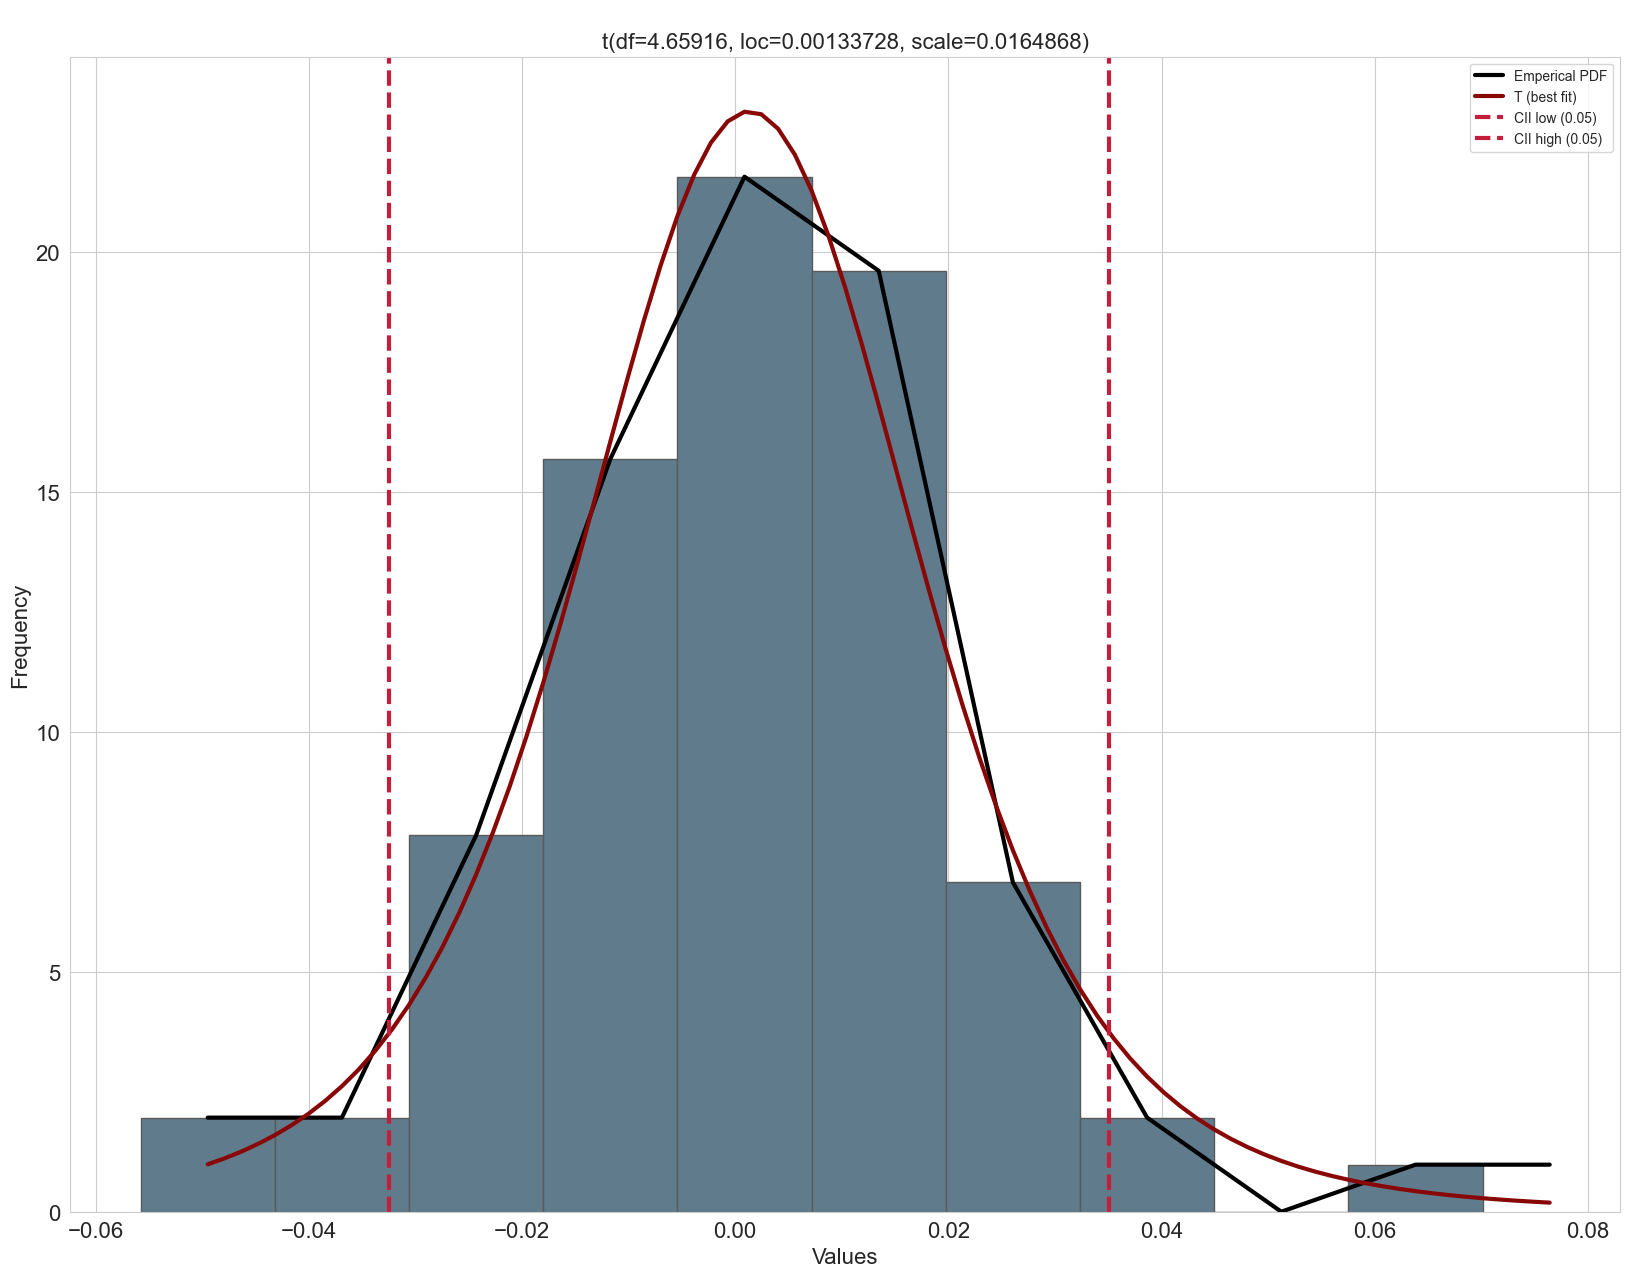 t(df=4.65916, loc=0.00133728, scale=0.0164868)
Emperical PDF
T (best fit)
CII low (0.05)
CII high (0.05)
Frequency
20
15
10
5
0
−0.06
−0.04
−0.02
0.00
0.02
0.04
0.06
0.08
Values